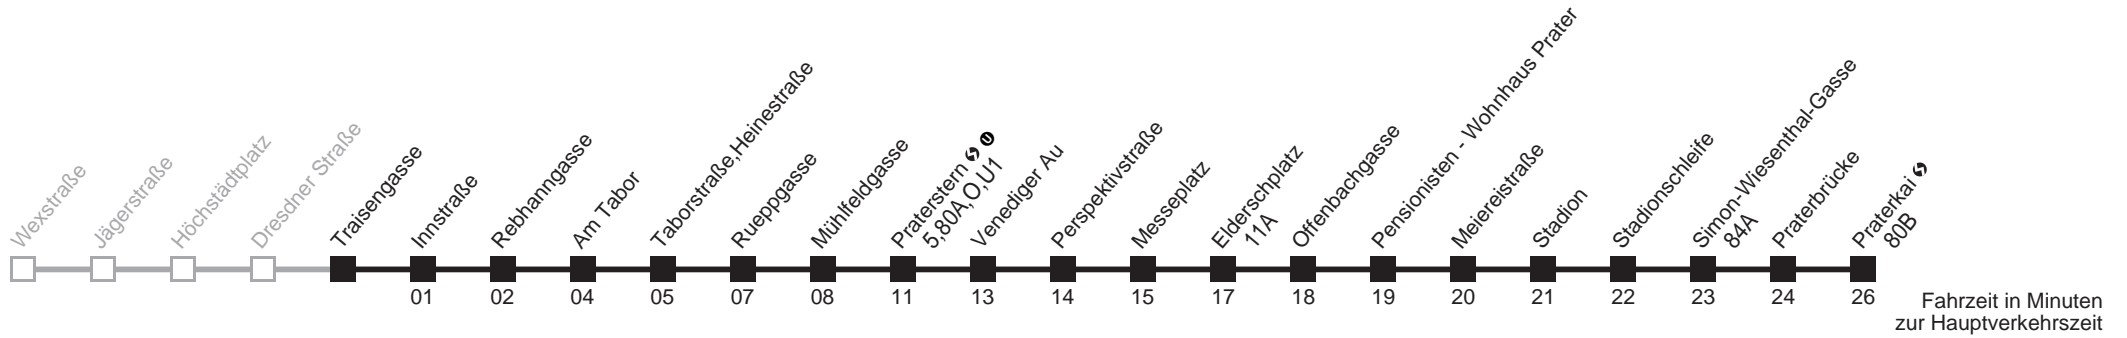 Wexstraße
Jägerstraße
Höchstädtplatz
Dresdner Straße
Traisengasse
Innstraße
01
Rebhanngasse
02
Am Tabor
04
Taborstraße,Heinestraße
05
Rueppgasse
07
Mühlfeldgasse
08
Praterstern S U
5,80A,O,U1
11
Venediger Au
13
Perspektivstraße
14
Messeplatz
15
Elderschplatz
11A
17
Offenbachgasse
18
Pensionisten - Wohnhaus Prater
19
Meiereistraße
20
Stadion
21
Stadionschleife
22
Simon-Wiesenthal-Gasse
84A
23
Praterbrücke
24
Praterkai S
80B
26
Fahrzeit in Minuten
zur Hauptverkehrszeit